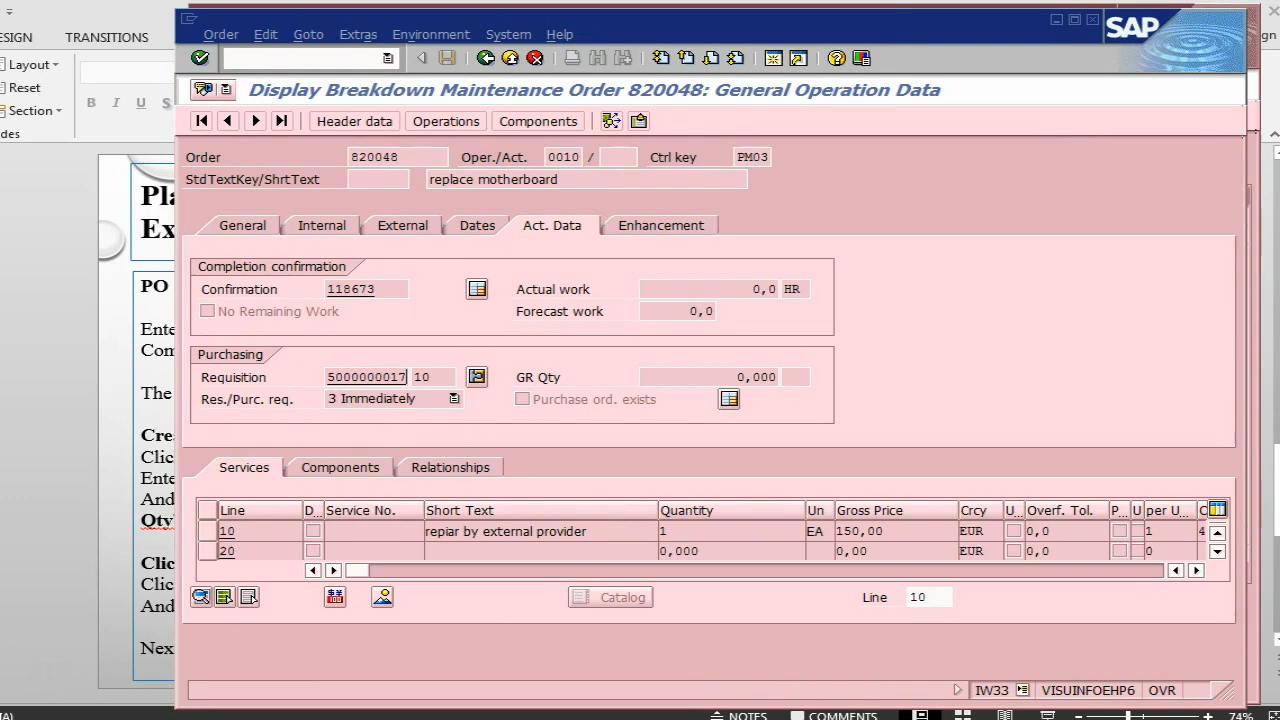 Order Edit Goto Extras Environment System Help
SAP
ESIGN TRANSITIONS
Layout
Reset
Section
des
B I U S
Display Breakdown Maintenance Order 820048: General Operation Data
Header data Operations Components
Order 820048 Oper./Act. 0010 / Ctrl key PM03
StdTextKey/ShrtText replace motherboard
General Internal External Dates Act. Data Enhancement
Completion confirmation
Confirmation 118673 Actual work 0,0 HR
No Remaining Work Forecast work 0,0
Purchasing
Requisition 5000000017 10 GR Qty 0,000
Res./Purc. req. 3 Immediately Purchase ord. exists
Services Components Relationships
Line D.. Service No. Short Text Quantity Un Gross Price Crcy U.. Overf. Tol. P... U per U...
10 repiar by external provider 1 EA 150,00 EUR 0,0 1 4
20 0,000 0,00 EUR 0,0 0
Catalog Line 10
IW33 VISUINFOEHP6 OVR
Pla
Ex
PO
Ente
Com
The
Crea
Clic
Ente
And
Qty
Clic
Clic
And
Nex
NOTES COMMENTS 74%